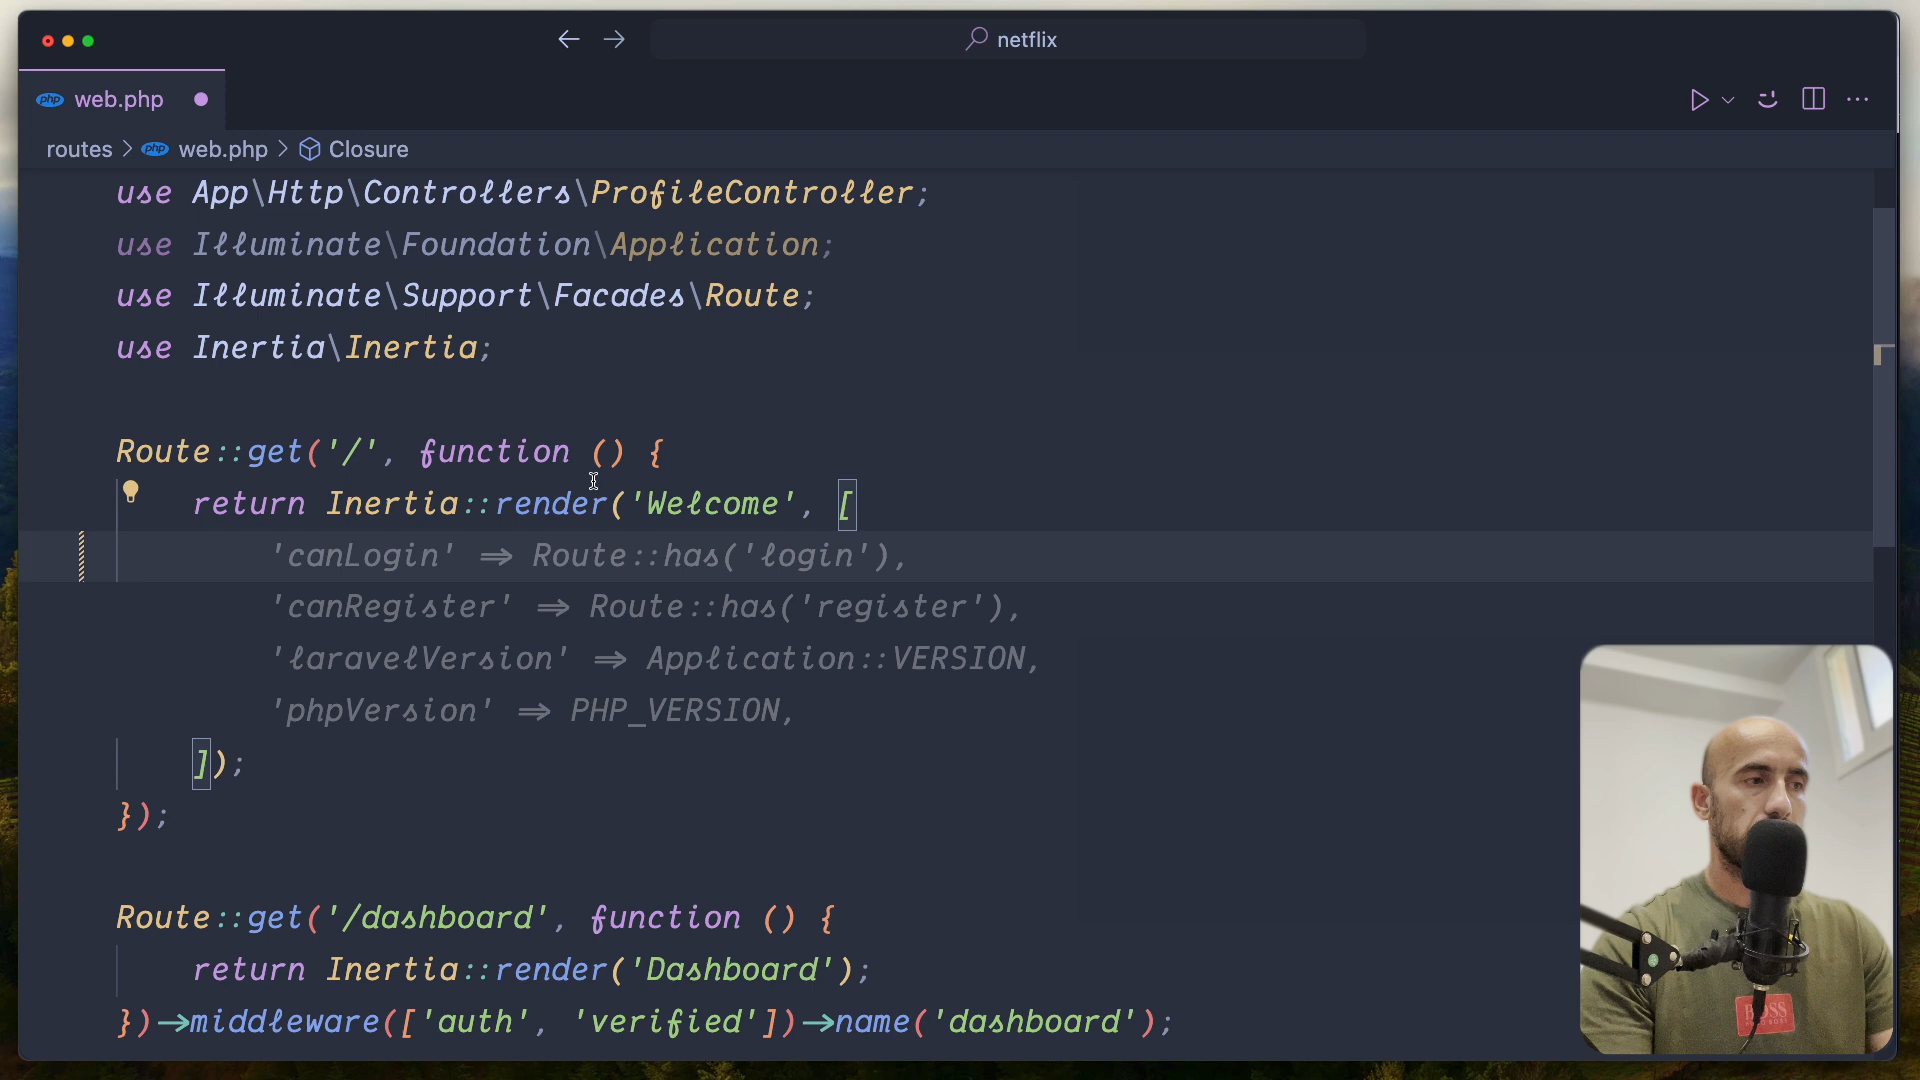 netflix
php web.php
routes > php web.php > Closure
use App\Http\Controllers\ProfileController;
use Illuminate\Foundation\Application;
use Illuminate\Support\Facades\Route;
use Inertia\Inertia;
Route::get('/', function () {
return Inertia::render('Welcome', [
'canLogin' => Route::has('login'),
'canRegister' => Route::has('register'),
'laravelVersion' => Application::VERSION,
'phpVersion' => PHP_VERSION,
]);
});
Route::get('/dashboard', function () {
return Inertia::render('Dashboard');
})->middleware(['auth', 'verified'])->name('dashboard');
BOSS